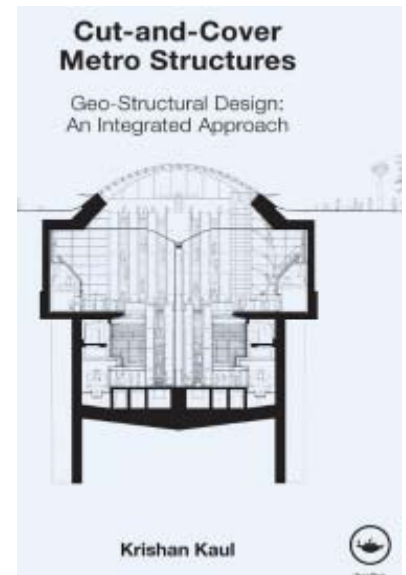 Cut-and-Cover
Metro Structures
Geo-Structural Design:
An Integrated Approach
Krishan Kaul